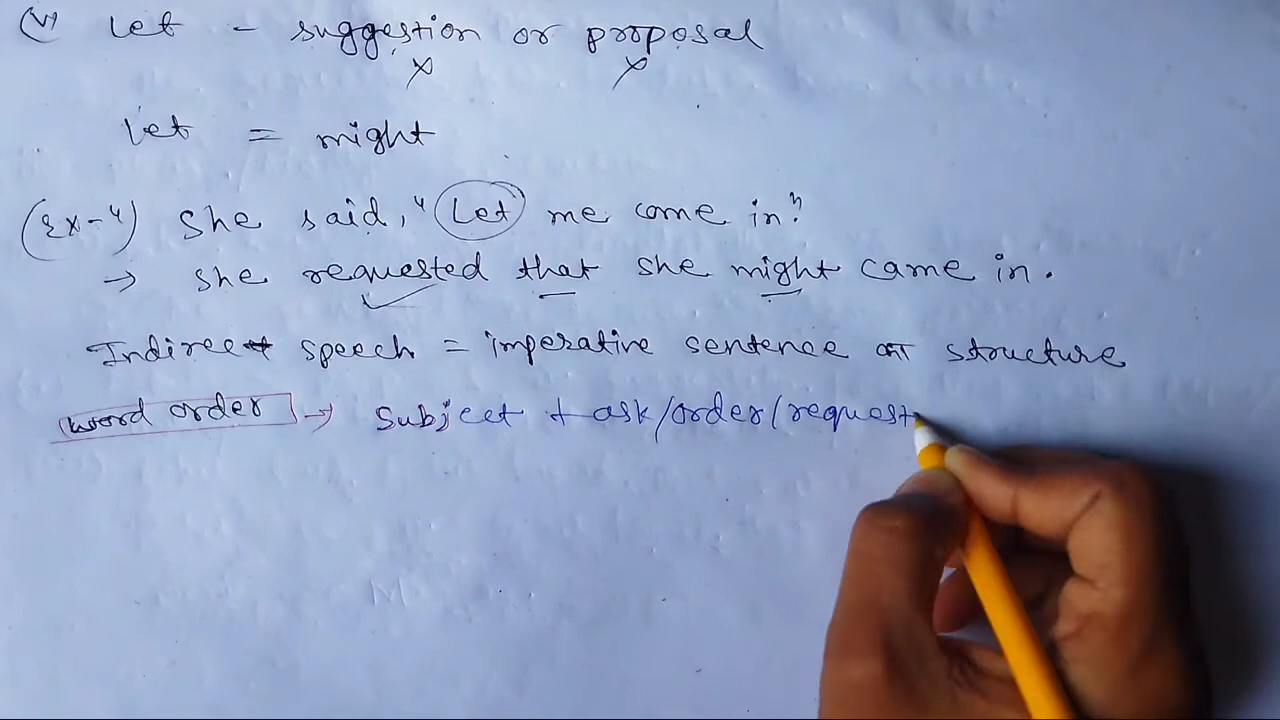 (v) Let - suggestion or proposal
x x
Let = might
(Ex-4) She said, "Let me come in"
→ she requested that she might came in.
Indirect speech = imperative sentence এর structure
word order → Subject + ask/order/request